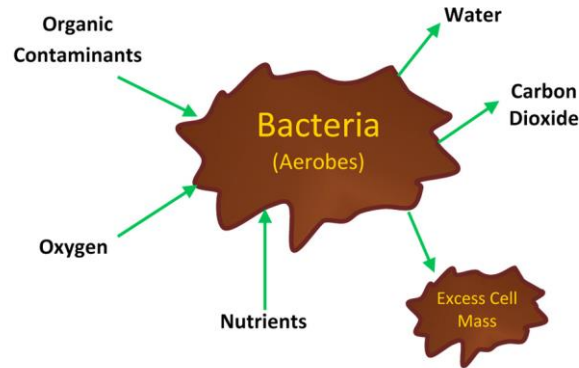 Organic
Contaminants
Water
Carbon
Dioxide
Bacteria
(Aerobes)
Oxygen
Nutrients
Excess Cell
Mass